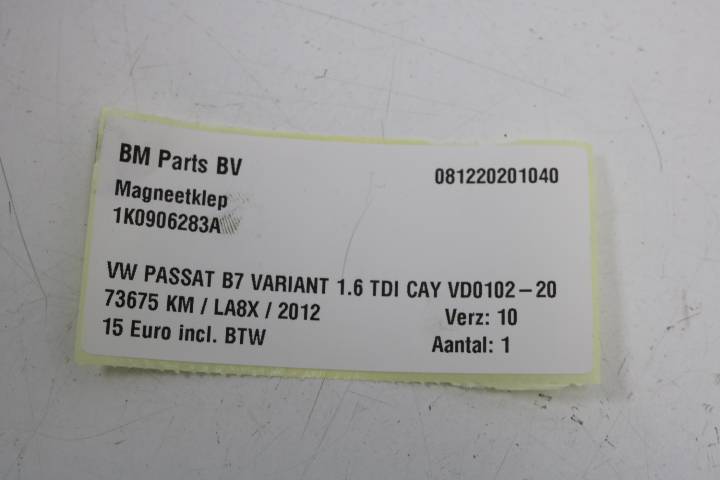 BM Parts BV
081220201040
Magneetklep
1K0906283A
VW PASSAT B7 VARIANT 1.6 TDI CAY VD0102-20
73675 KM / LA8X / 2012
Verz: 10
15 Euro incl. BTW
Aantal: 1